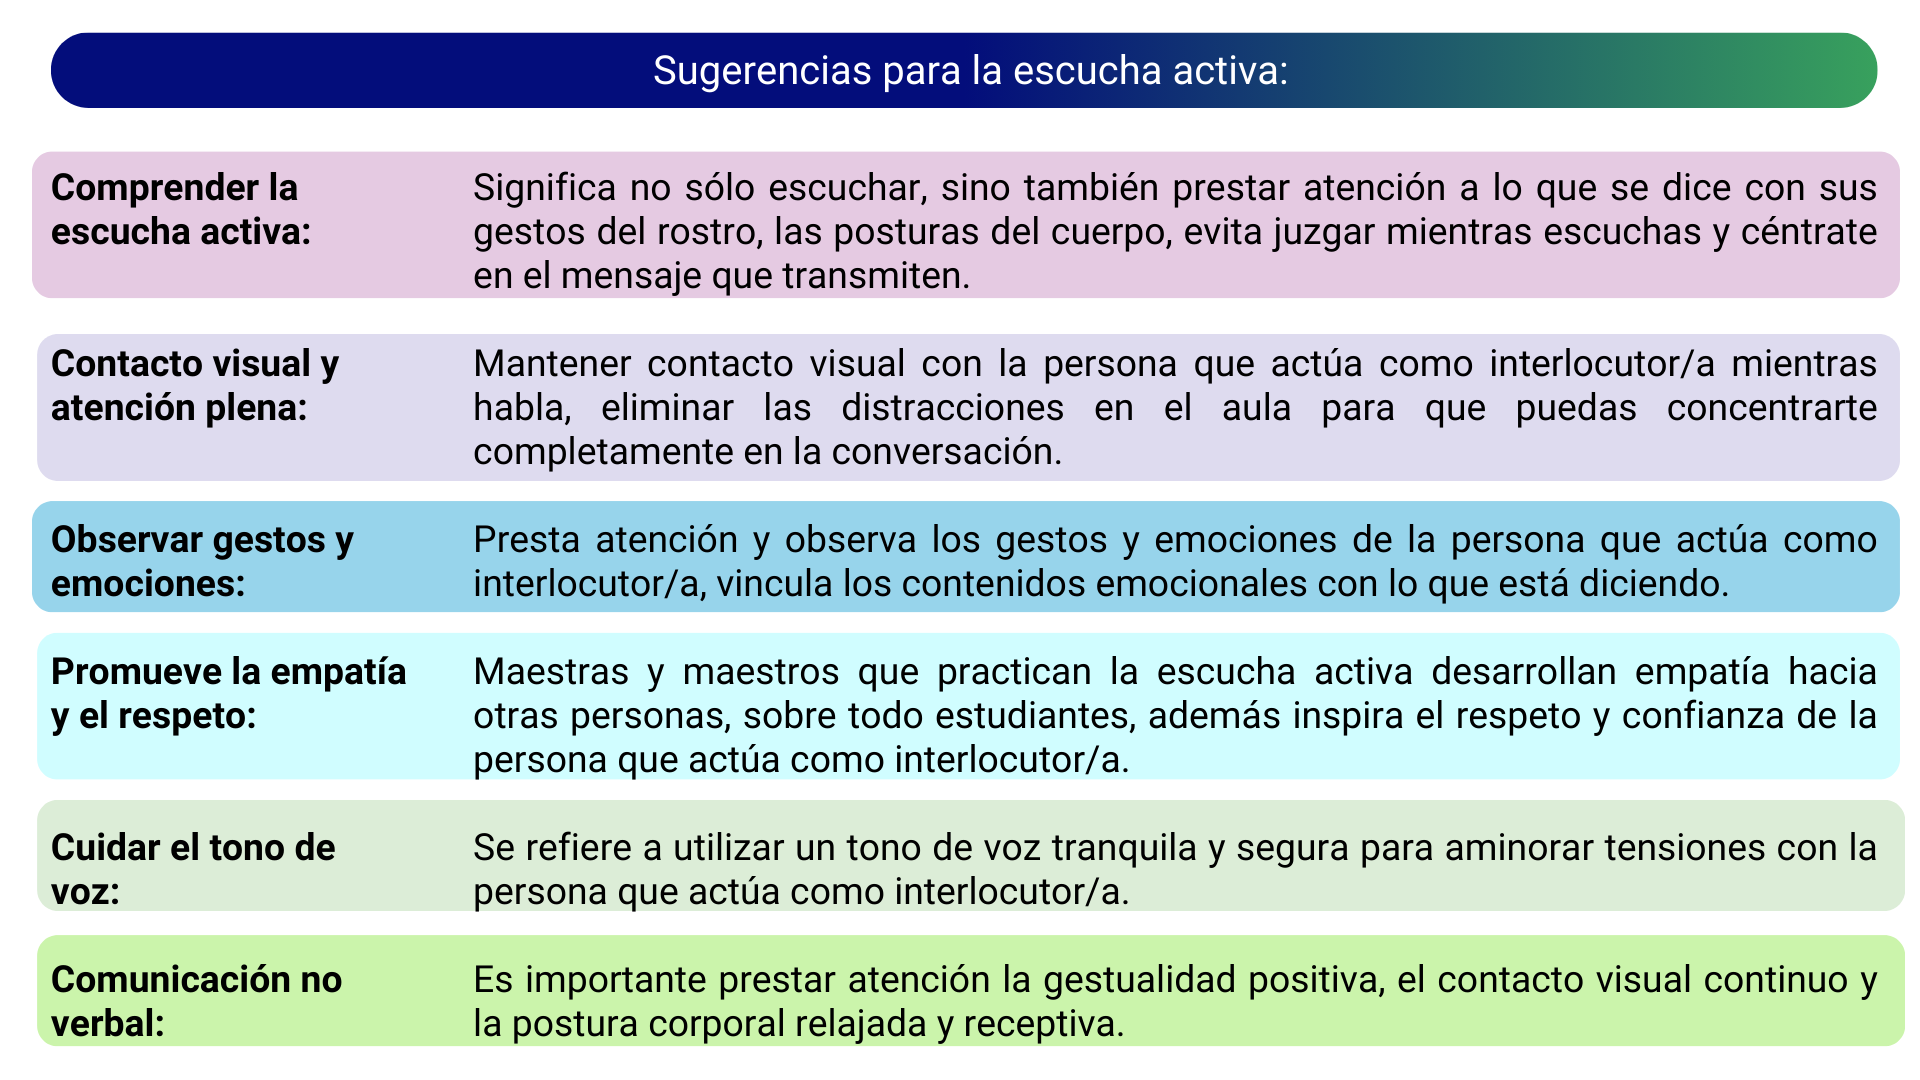 Sugerencias para la escucha activa:
Comprender la
escucha activa:
Significa no sólo escuchar, sino también prestar atención a lo que se dice con sus
gestos del rostro, las posturas del cuerpo, evita juzgar mientras escuchas y céntrate
en el mensaje que transmiten.
Contacto visual y
atención plena:
Mantener contacto visual con la persona que actúa como interlocutor/a mientras
habla, eliminar las distracciones en el aula para que puedas concentrarte
completamente en la conversación.
Observar gestos y
emociones:
Presta atención y observa los gestos y emociones de la persona que actúa como
interlocutor/a, vincula los contenidos emocionales con lo que está diciendo.
Promueve la empatía
y el respeto:
Maestras y maestros que practican la escucha activa desarrollan empatía hacia
otras personas, sobre todo estudiantes, además inspira el respeto y confianza de la
persona que actúa como interlocutor/a.
Cuidar el tono de
voz:
Se refiere a utilizar un tono de voz tranquila y segura para aminorar tensiones con la
persona que actúa como interlocutor/a.
Comunicación no
verbal:
Es importante prestar atención la gestualidad positiva, el contacto visual continuo y
la postura corporal relajada y receptiva.